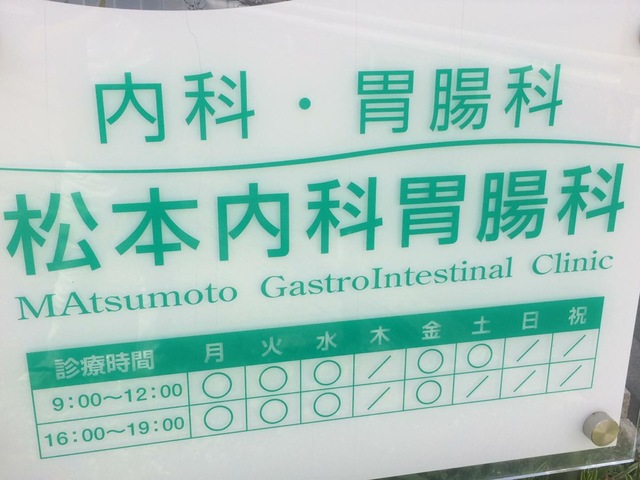 内科・胃腸科
松本内科胃腸科
MAtsumoto GastroIntestinal Clinic
診療時間 月 火 水 木 金 土 日 祝
9:00～12:00 ○ ○ ○ ／ ○ ○ ／ ／
16:00～19:00 ○ ○ ○ ／ ○ ／ ／ ／